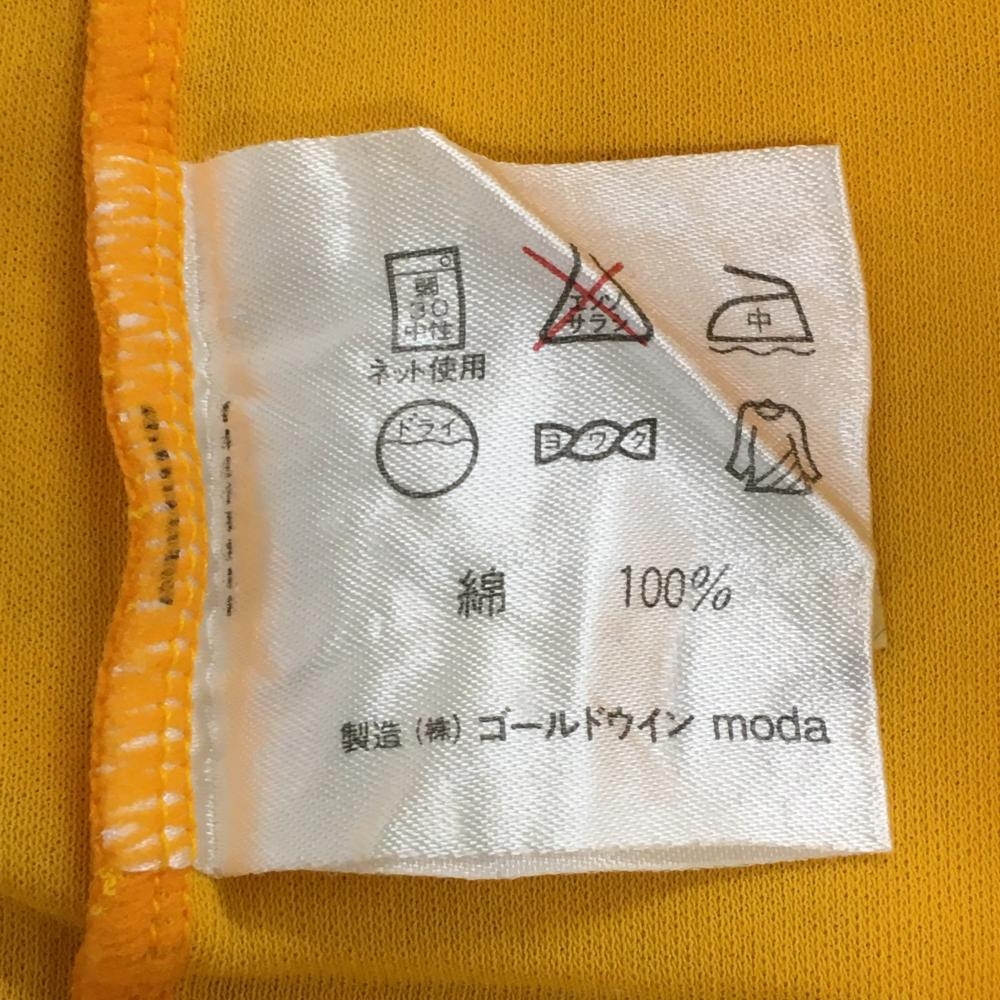 弱
30
中性
ネット使用
エンソ
サラシ
中
ドライ
ヨワク
綿 100%
製造 (株) ゴールドウイン moda